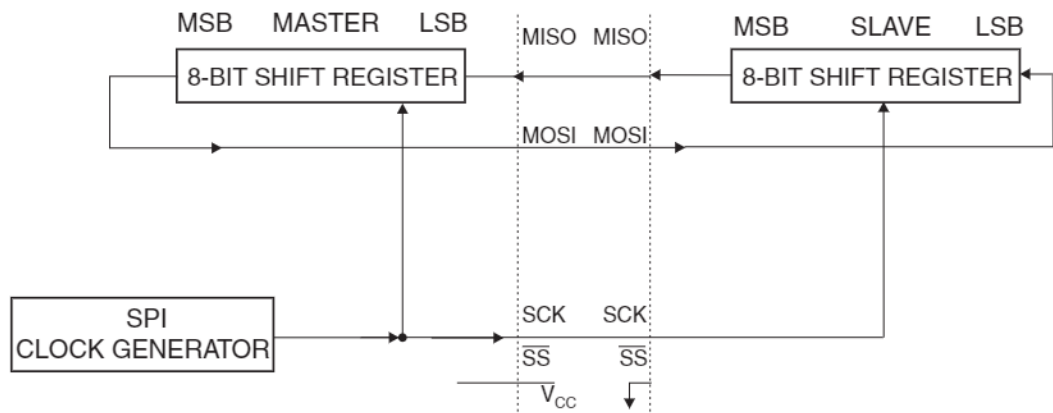 MSB MASTER LSB
MISO MISO
MSB SLAVE LSB
8-BIT SHIFT REGISTER
8-BIT SHIFT REGISTER
MOSI MOSI
SPI
CLOCK GENERATOR
SCK SCK
SS SS
VCC